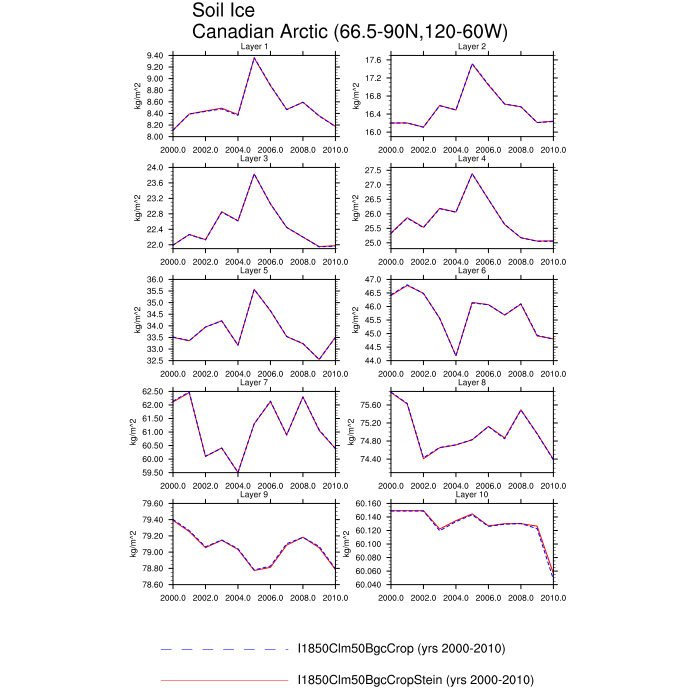 Soil Ice
Canadian Arctic (66.5-90N,120-60W)
Layer 1
kg/m^2
9.40
9.20
9.00
8.80
8.60
8.40
8.20
8.00
2000.0 2002.0 2004.0 2006.0 2008.0 2010.0
Layer 2
kg/m^2
17.6
17.2
16.8
16.4
16.0
2000.0 2002.0 2004.0 2006.0 2008.0 2010.0
Layer 3
kg/m^2
24.0
23.6
23.2
22.8
22.4
22.0
2000.0 2002.0 2004.0 2006.0 2008.0 2010.0
Layer 4
kg/m^2
27.5
27.0
26.5
26.0
25.5
25.0
2000.0 2002.0 2004.0 2006.0 2008.0 2010.0
Layer 5
kg/m^2
36.0
35.5
35.0
34.5
34.0
33.5
33.0
32.5
2000.0 2002.0 2004.0 2006.0 2008.0 2010.0
Layer 6
kg/m^2
47.0
46.5
46.0
45.5
45.0
44.5
44.0
2000.0 2002.0 2004.0 2006.0 2008.0 2010.0
Layer 7
kg/m^2
62.50
62.00
61.50
61.00
60.50
60.00
59.50
2000.0 2002.0 2004.0 2006.0 2008.0 2010.0
Layer 8
kg/m^2
75.60
75.20
74.80
74.40
2000.0 2002.0 2004.0 2006.0 2008.0 2010.0
Layer 9
kg/m^2
79.60
79.40
79.20
79.00
78.80
78.60
2000.0 2002.0 2004.0 2006.0 2008.0 2010.0
Layer 10
kg/m^2
60.160
60.140
60.120
60.100
60.080
60.060
60.040
2000.0 2002.0 2004.0 2006.0 2008.0 2010.0
I1850Clm50BgcCrop (yrs 2000-2010)
I1850Clm50BgcCropStein (yrs 2000-2010)